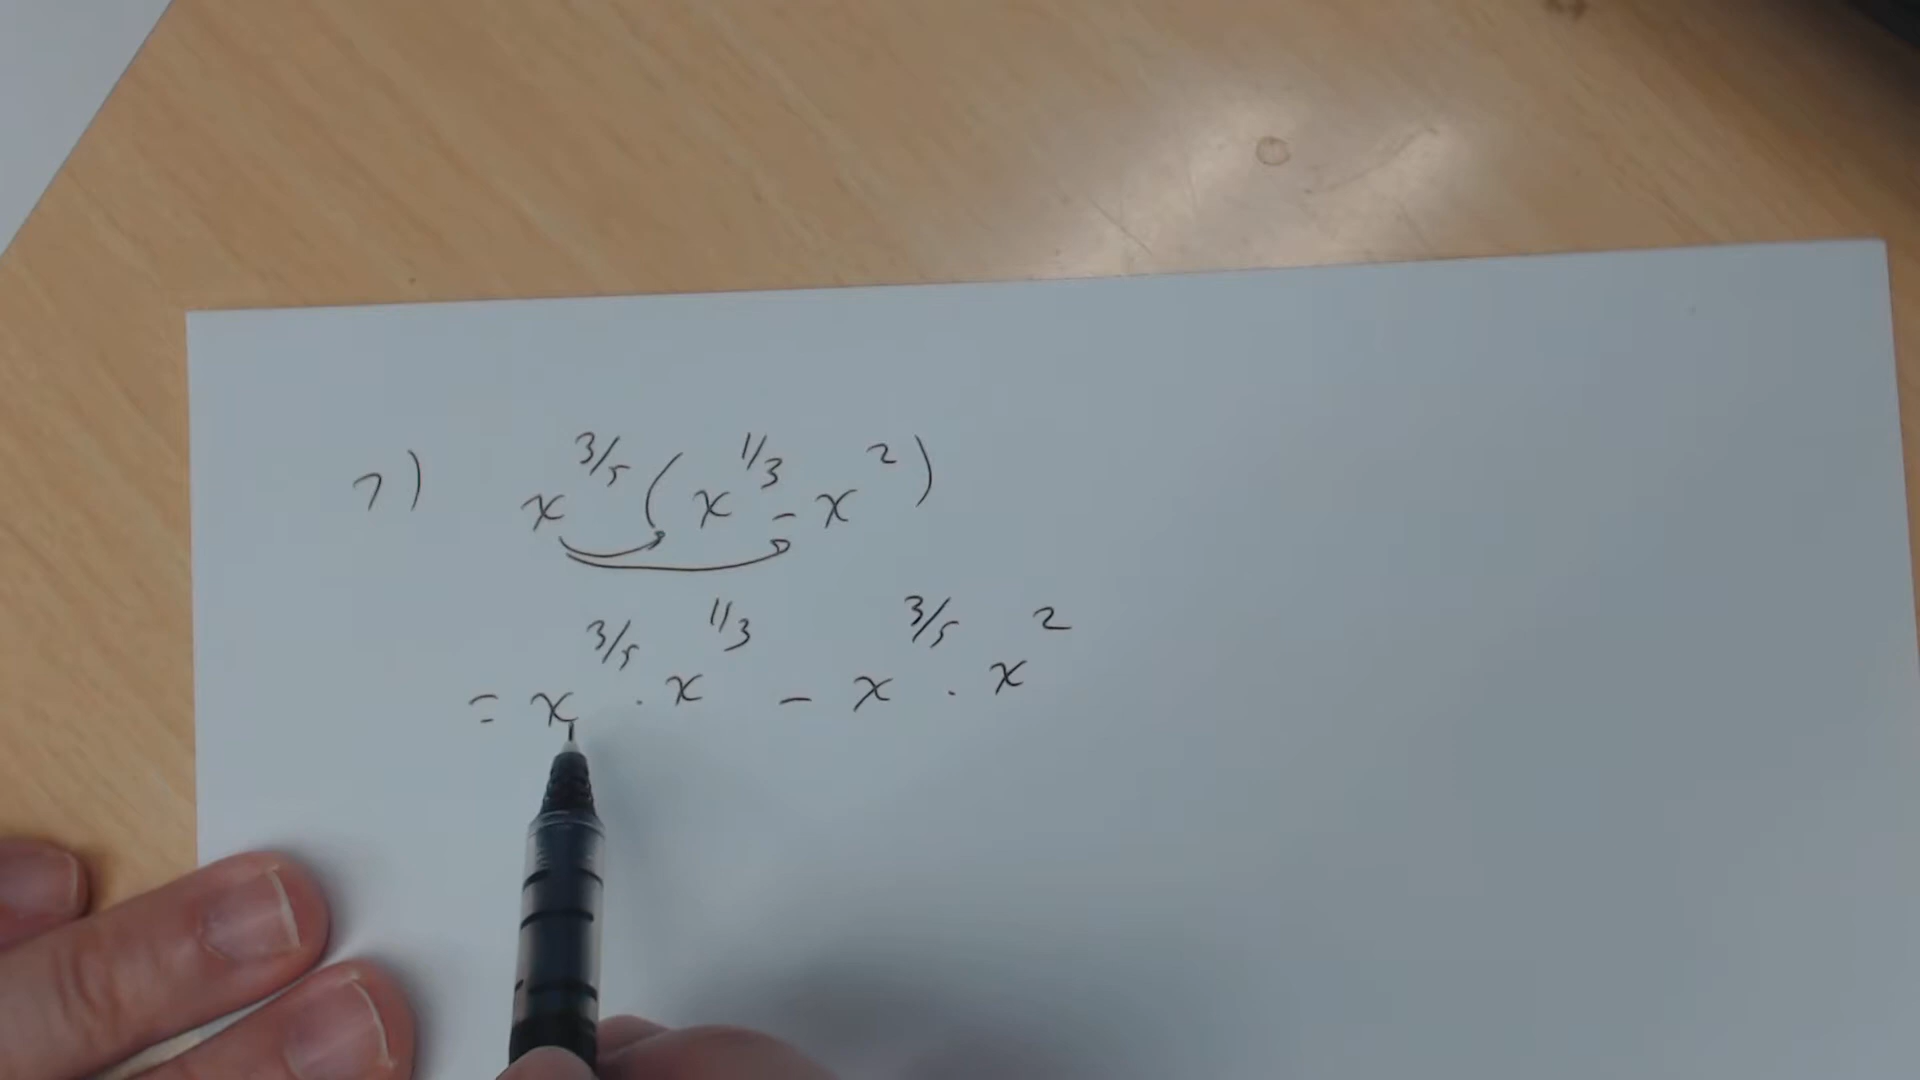 7) x^3/5 (x^1/3 - x^2)
= x^3/5 · x^1/3 - x^3/5 · x^2